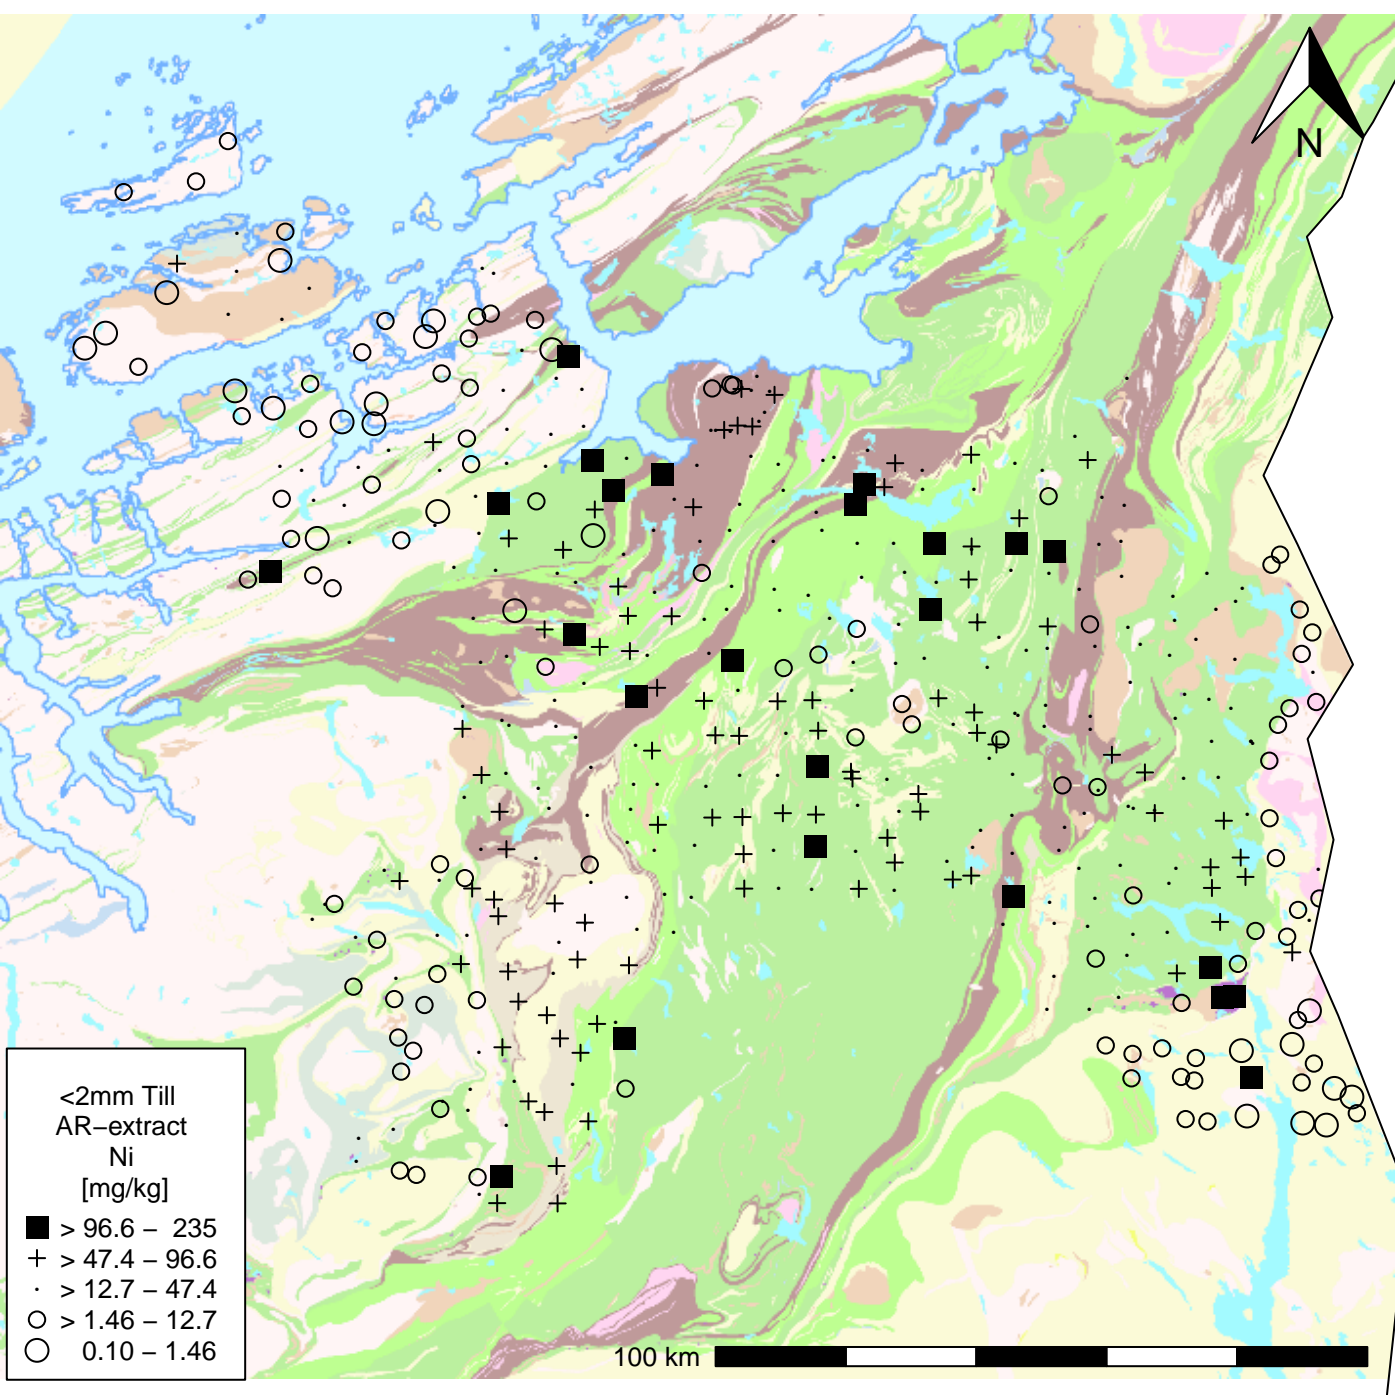 N
<2mm Till
AR−extract
Ni
[mg/kg]
> 96.6 − 235
> 47.4 − 96.6
> 12.7 − 47.4
> 1.46 − 12.7
0.10 − 1.46
100 km